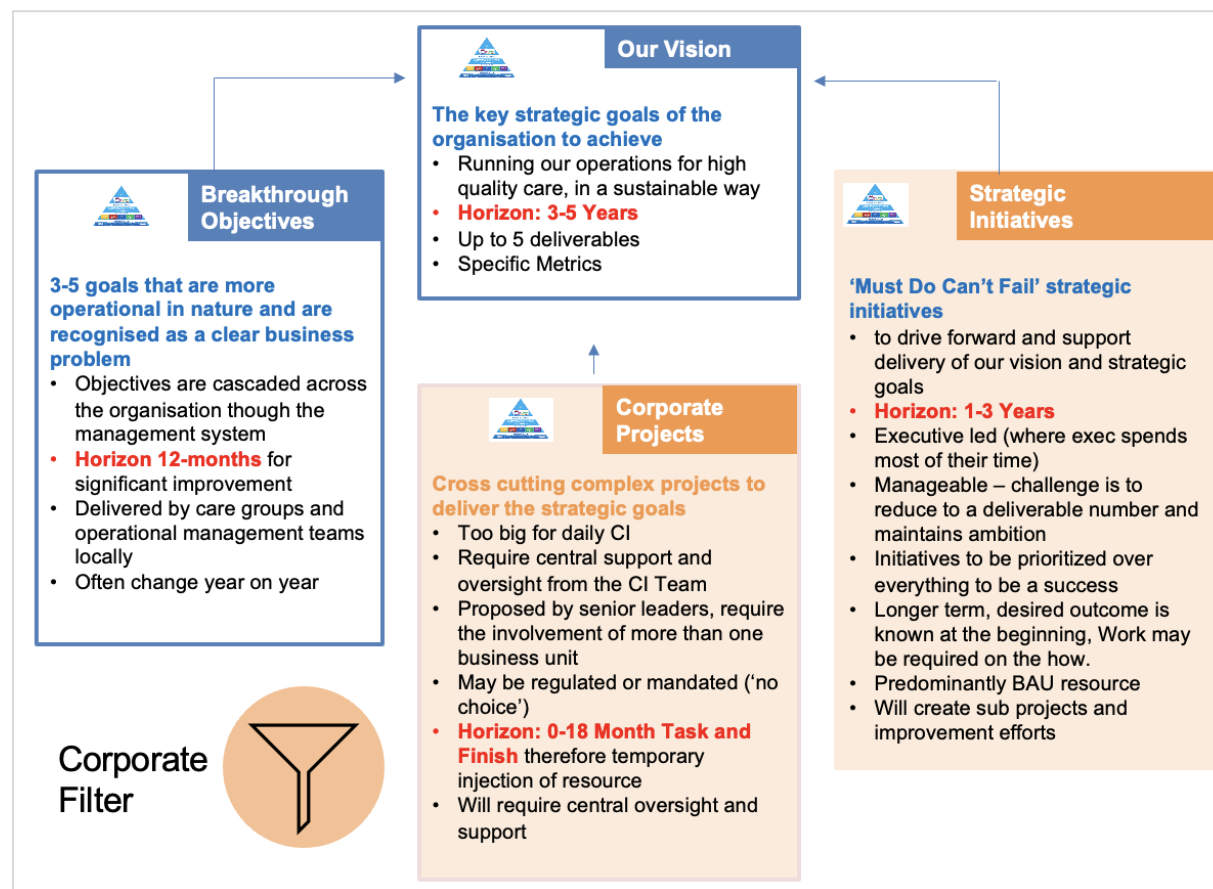 Our Vision
The key strategic goals of the
organisation to achieve
• Running our operations for high
quality care, in a sustainable way
• Horizon: 3-5 Years
• Up to 5 deliverables
• Specific Metrics
Breakthrough
Objectives
3-5 goals that are more
operational in nature and are
recognised as a clear business
problem
• Objectives are cascaded across
the organisation though the
management system
• Horizon 12-months for
significant improvement
• Delivered by care groups and
operational management teams
locally
• Often change year on year
Strategic
Initiatives
‘Must Do Can’t Fail’ strategic
initiatives
• to drive forward and support
delivery of our vision and strategic
goals
• Horizon: 1-3 Years
• Executive led (where exec spends
most of their time)
• Manageable – challenge is to
reduce to a deliverable number and
maintains ambition
• Initiatives to be prioritized over
everything to be a success
• Longer term, desired outcome is
known at the beginning, Work may
be required on the how.
• Predominantly BAU resource
• Will create sub projects and
improvement efforts
Corporate
Projects
Cross cutting complex projects to
deliver the strategic goals
• Too big for daily CI
• Require central support and
oversight from the CI Team
• Proposed by senior leaders, require
the involvement of more than one
business unit
• May be regulated or mandated (‘no
choice’)
• Horizon: 0-18 Month Task and
Finish therefore temporary
injection of resource
• Will require central oversight and
support
Corporate
Filter